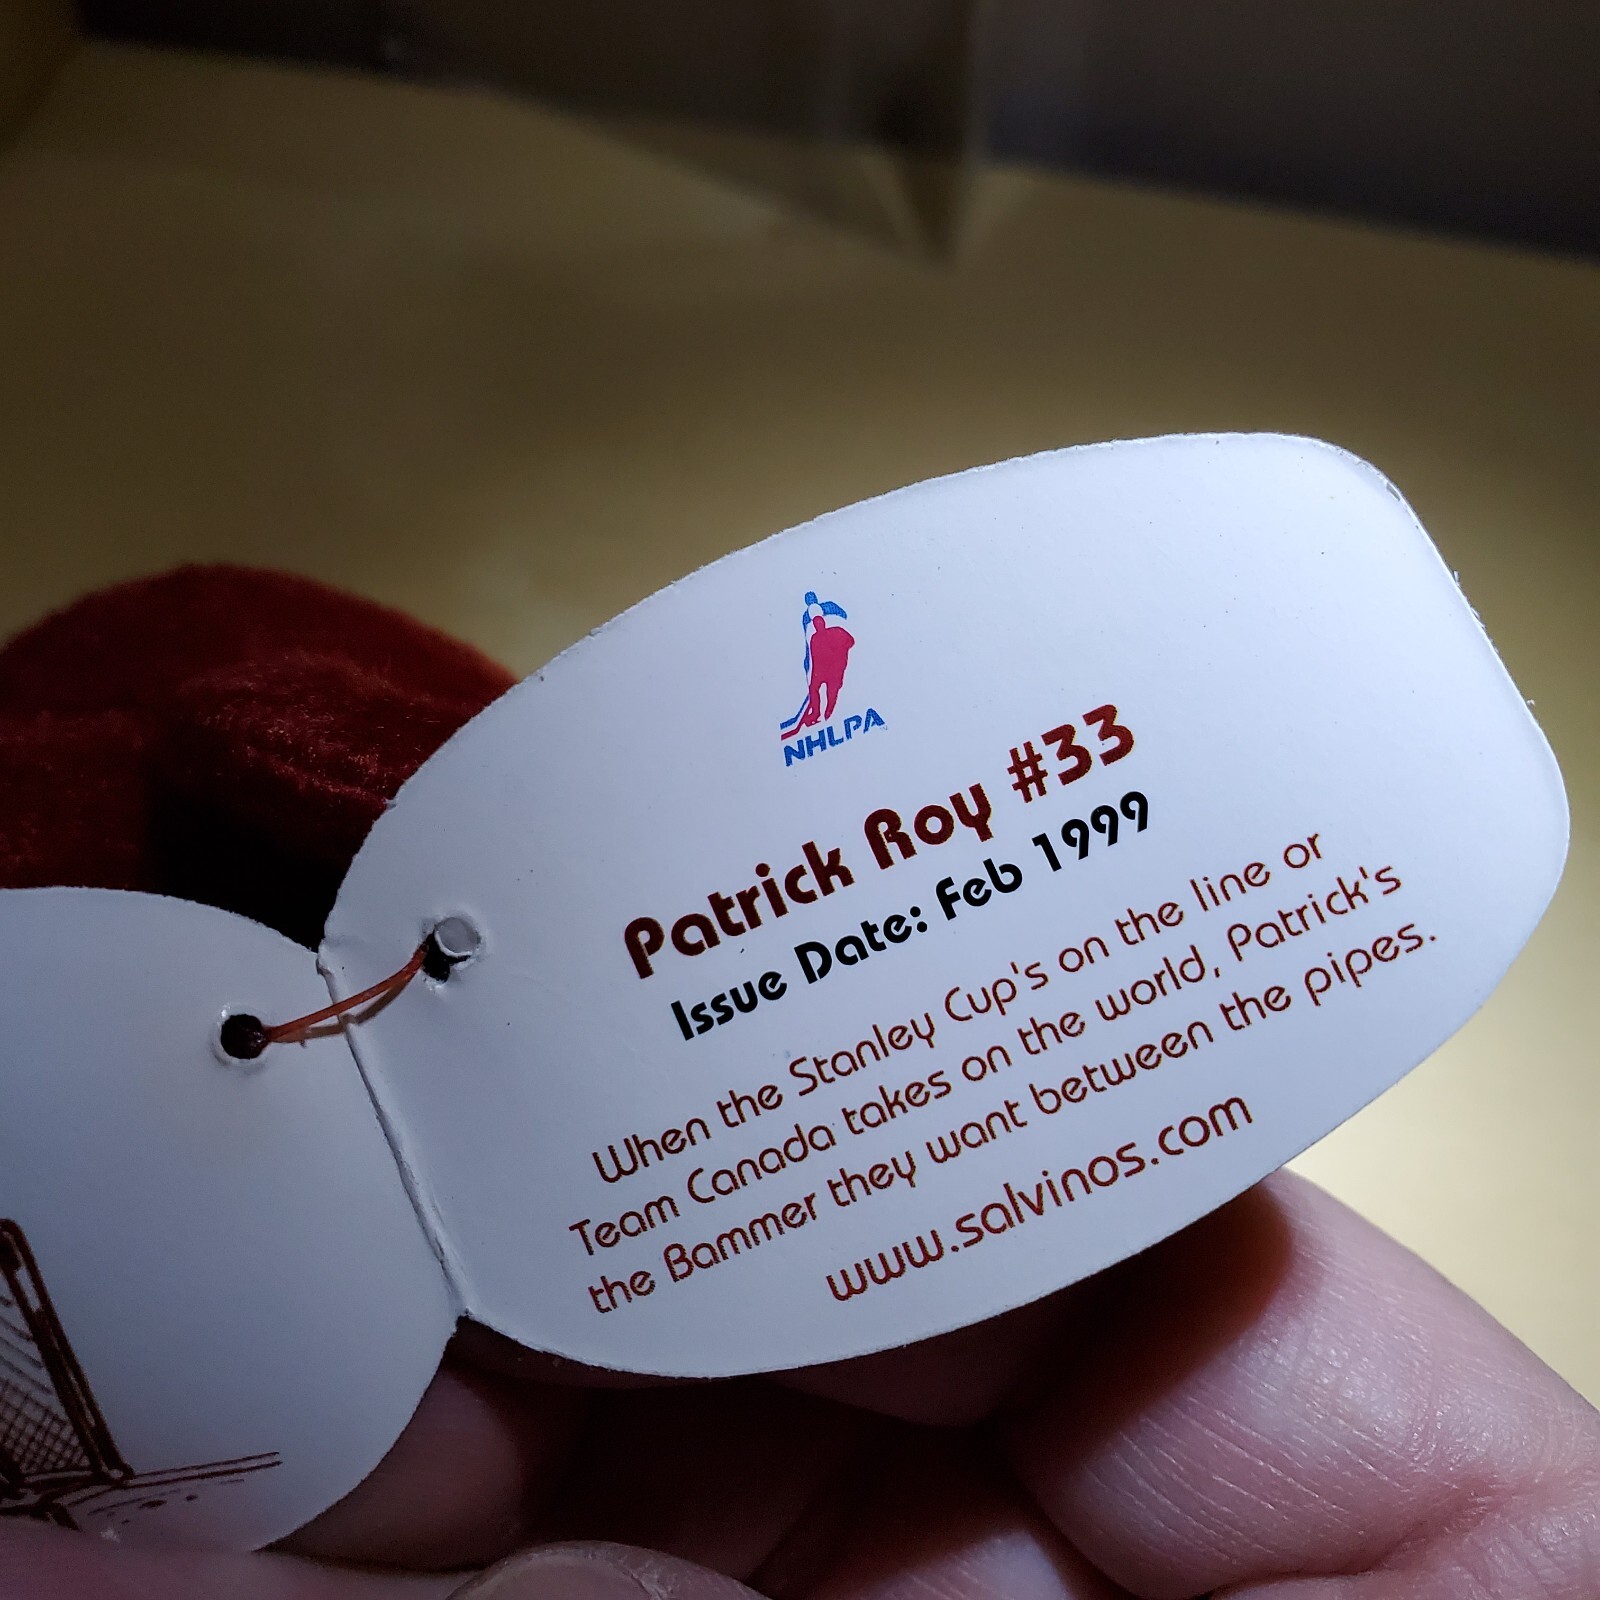 NHLPA
Patrick Roy #33
Issue Date: Feb 1999
When the Stanley Cup's on the line or
Team Canada takes on the world, Patrick's
the Bammer they want between the pipes.
www.salvinos.com